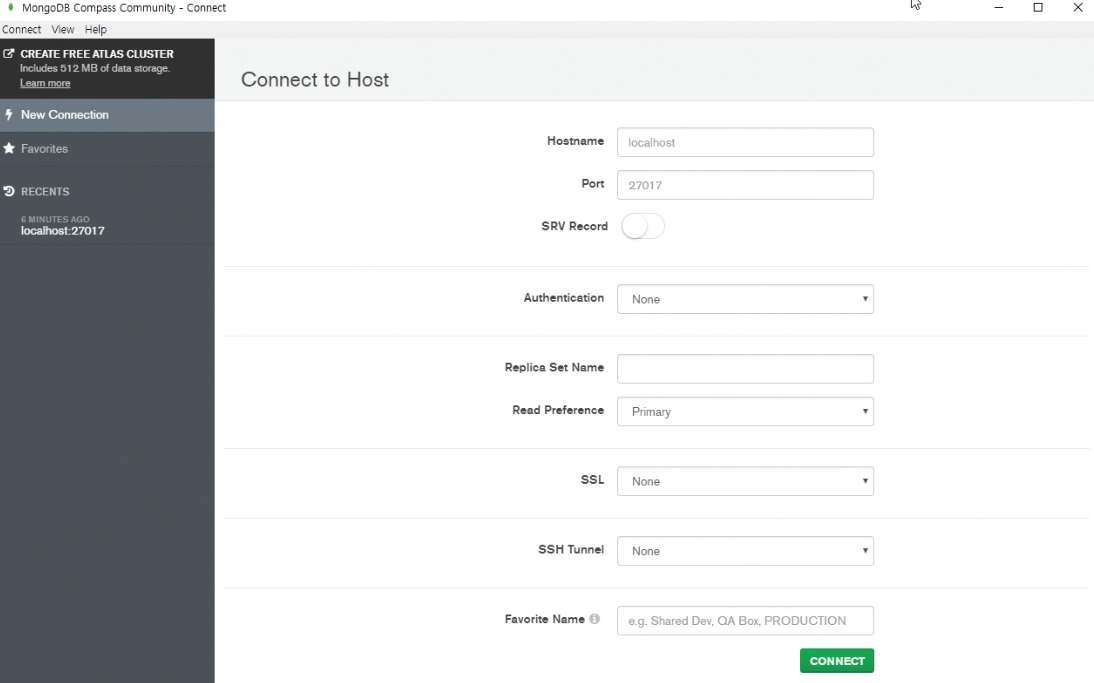 MongoDB Compass Community - Connect
Connect View Help
CREATE FREE ATLAS CLUSTER
Includes 512 MB of data storage.
Learn more
New Connection
Favorites
RECENTS
6 MINUTES AGO
localhost:27017
Connect to Host
Hostname localhost
Port 27017
SRV Record
Authentication None
Replica Set Name
Read Preference Primary
SSL None
SSH Tunnel None
Favorite Name e.g. Shared Dev, QA Box, PRODUCTION
CONNECT